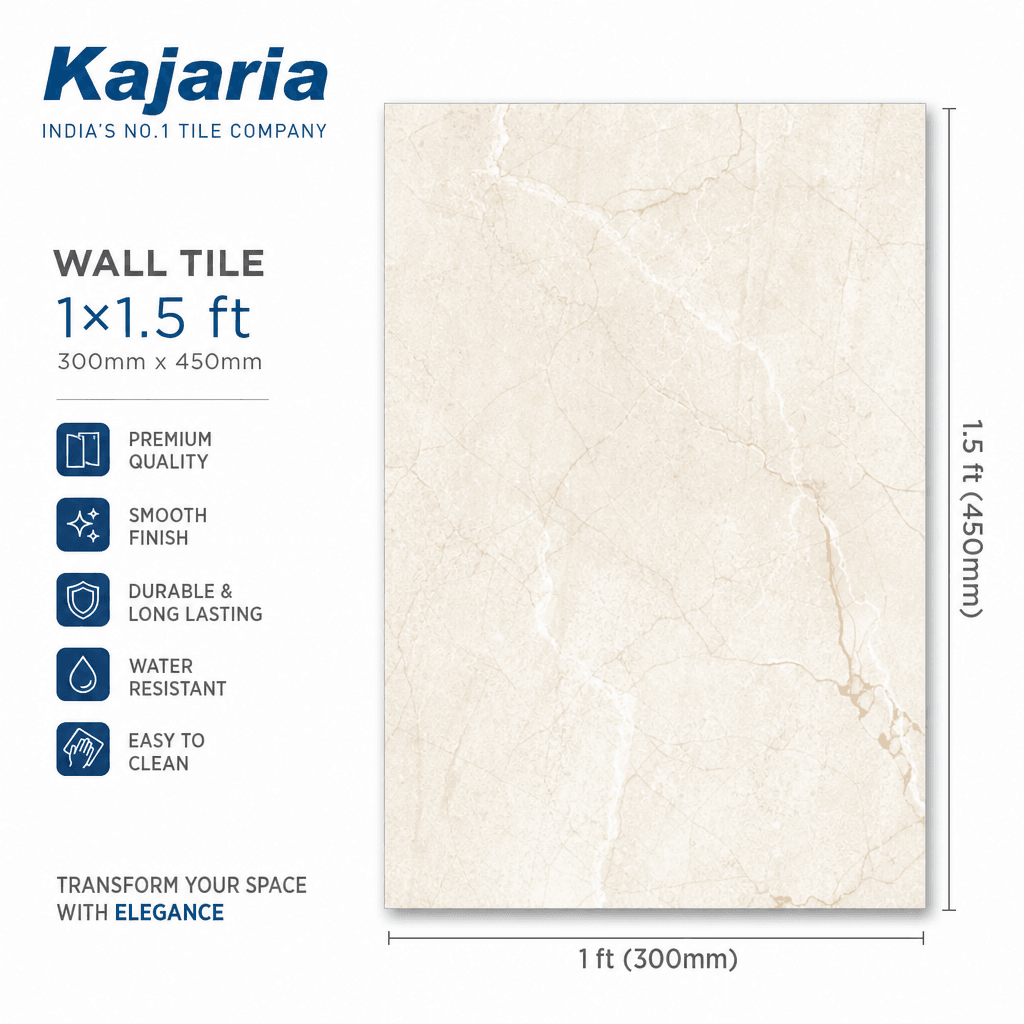 Kajaria
INDIA'S NO.1 TILE COMPANY
WALL TILE
1×1.5 ft
300mm x 450mm
PREMIUM
QUALITY
SMOOTH
FINISH
DURABLE &
LONG LASTING
WATER
RESISTANT
EASY TO
CLEAN
TRANSFORM YOUR SPACE
WITH ELEGANCE
1.5 ft (450mm)
1 ft (300mm)